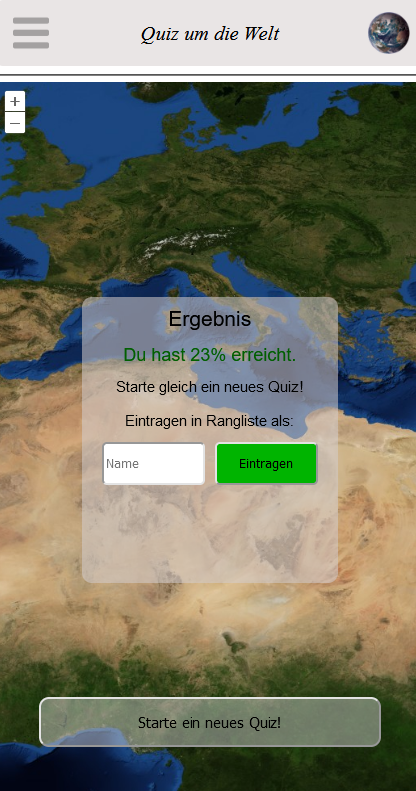 Quiz um die Welt
+
−
Ergebnis
Du hast 23% erreicht.
Starte gleich ein neues Quiz!
Eintragen in Rangliste als:
Name
Eintragen
Starte ein neues Quiz!